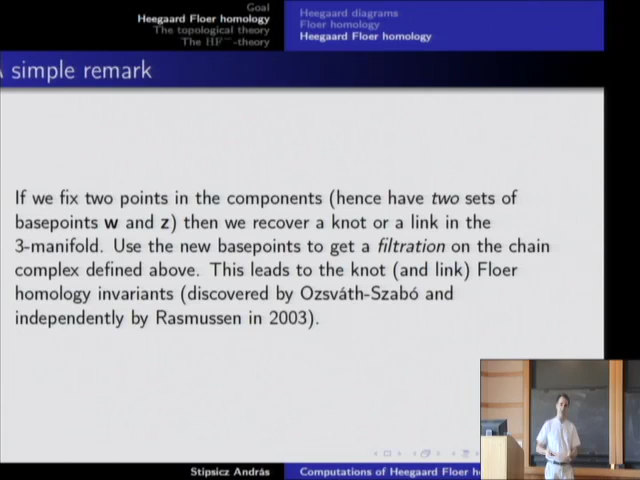 Goal
Heegaard Floer homology
The topological theory
The HF⁻-theory
Heegaard diagrams
Floer homology
Heegaard Floer homology
simple remark
If we fix two points in the components (hence have two sets of
basepoints w and z) then we recover a knot or a link in the
3-manifold. Use the new basepoints to get a filtration on the chain
complex defined above. This leads to the knot (and link) Floer
homology invariants (discovered by Ozsváth-Szabó and
independently by Rasmussen in 2003).
Stipsicz András
Computations of Heegaard Floer h